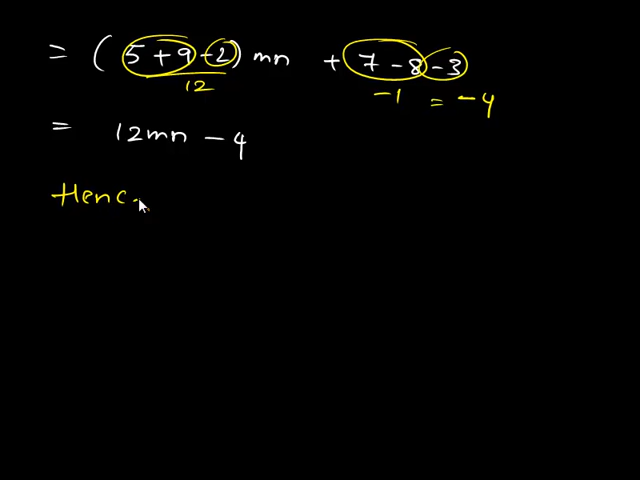 = (5+9-2) mn + 7-8-3
12 -1 = -4
= 12mn - 4
Henc